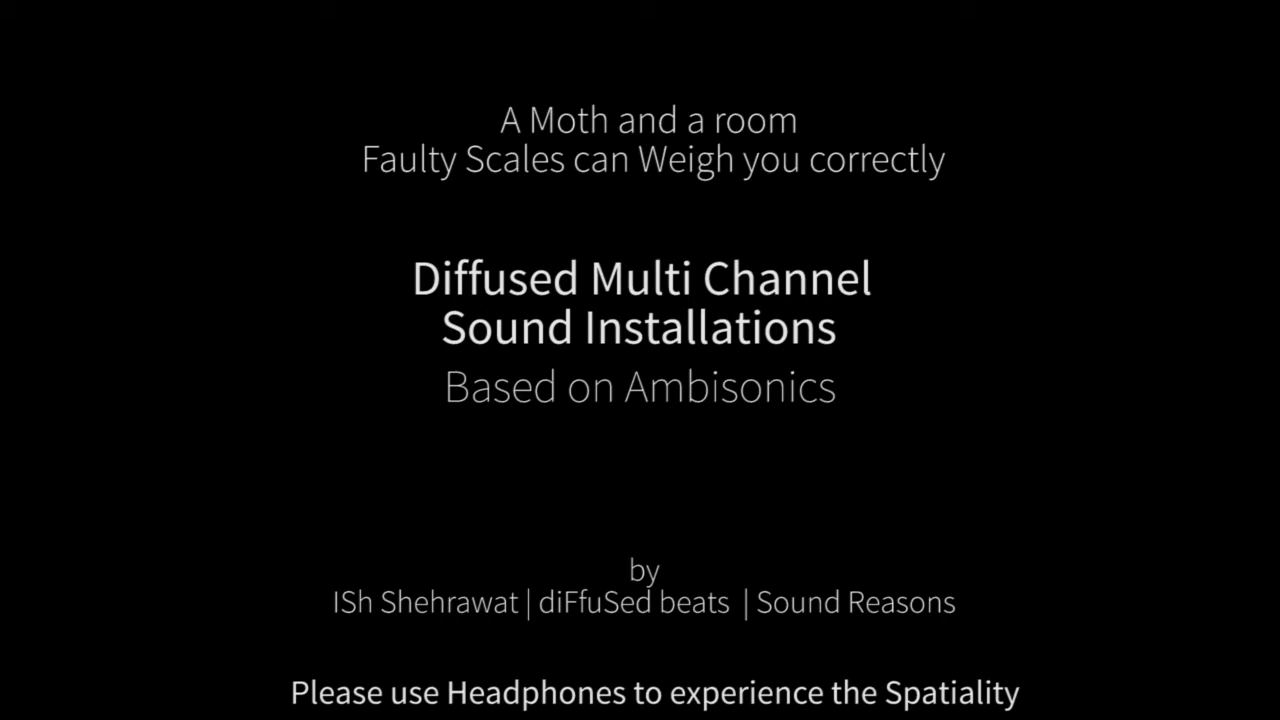 A Moth and a room
Faulty Scales can Weigh you correctly
Diffused Multi Channel
Sound Installations
Based on Ambisonics
by
ISh Shehrawat | diFfuSed beats | Sound Reasons
Please use Headphones to experience the Spatiality